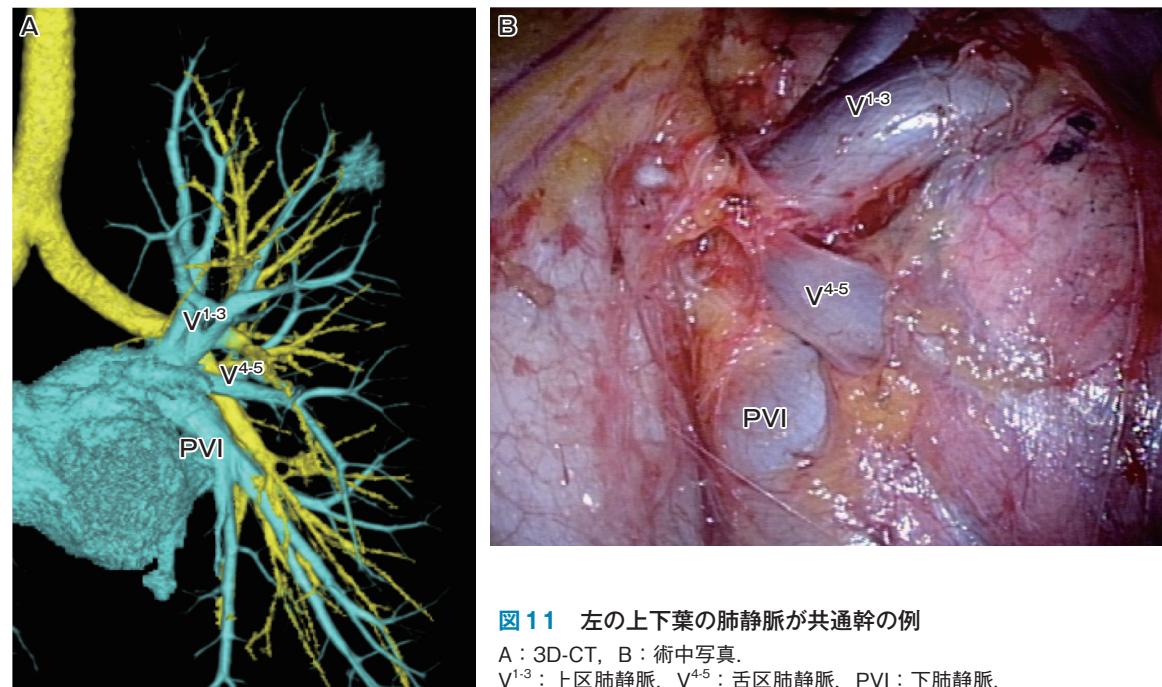 A
V1-3
V4-5
PVI
B
V1-3
V4-5
PVI
図11 左の上下葉の肺静脈が共通幹の例
A：3D-CT，B：術中写真．
V1-3：上区肺静脈，V4-5：舌区肺静脈，PVI：下肺静脈．